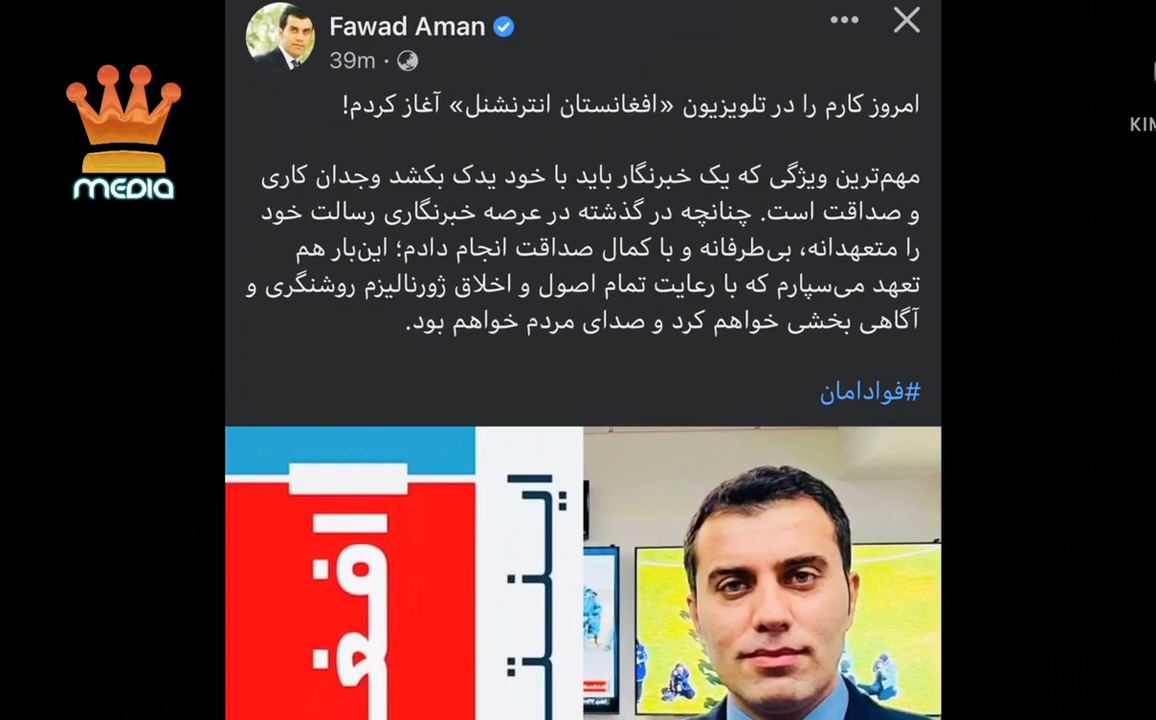 Fawad Aman
39m
امروز کارم را در تلویزیون «افغانستان انترنشنل» آغاز کردم!
مهم‌ترین ویژگی که یک خبرنگار باید با خود یدک بکشد وجدان کاری
و صداقت است. چنانچه در گذشته در عرصه خبرنگاری رسالت خود
را متعهدانه، بی‌طرفانه و با کمال صداقت انجام دادم؛ این‌بار هم
تعهد می‌سپارم که با رعایت تمام اصول و اخلاق ژورنالیزم روشنگری و
آگاهی بخشی خواهم کرد و صدای مردم خواهم بود.
#فوادامان
MEDIA
KIN
افغ
اینت